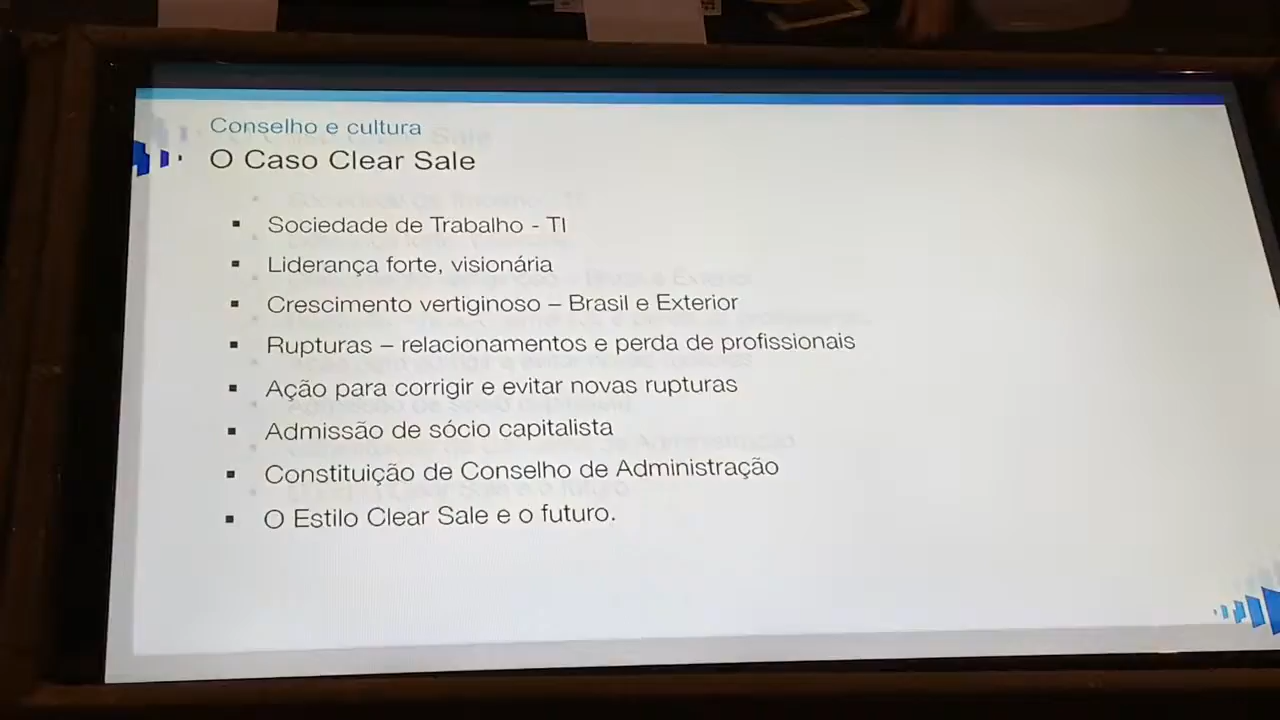 Conselho e cultura
O Caso Clear Sale
▪ Sociedade de Trabalho - TI
▪ Liderança forte, visionária
▪ Crescimento vertiginoso – Brasil e Exterior
▪ Rupturas – relacionamentos e perda de profissionais
▪ Ação para corrigir e evitar novas rupturas
▪ Admissão de sócio capitalista
▪ Constituição de Conselho de Administração
▪ O Estilo Clear Sale e o futuro.